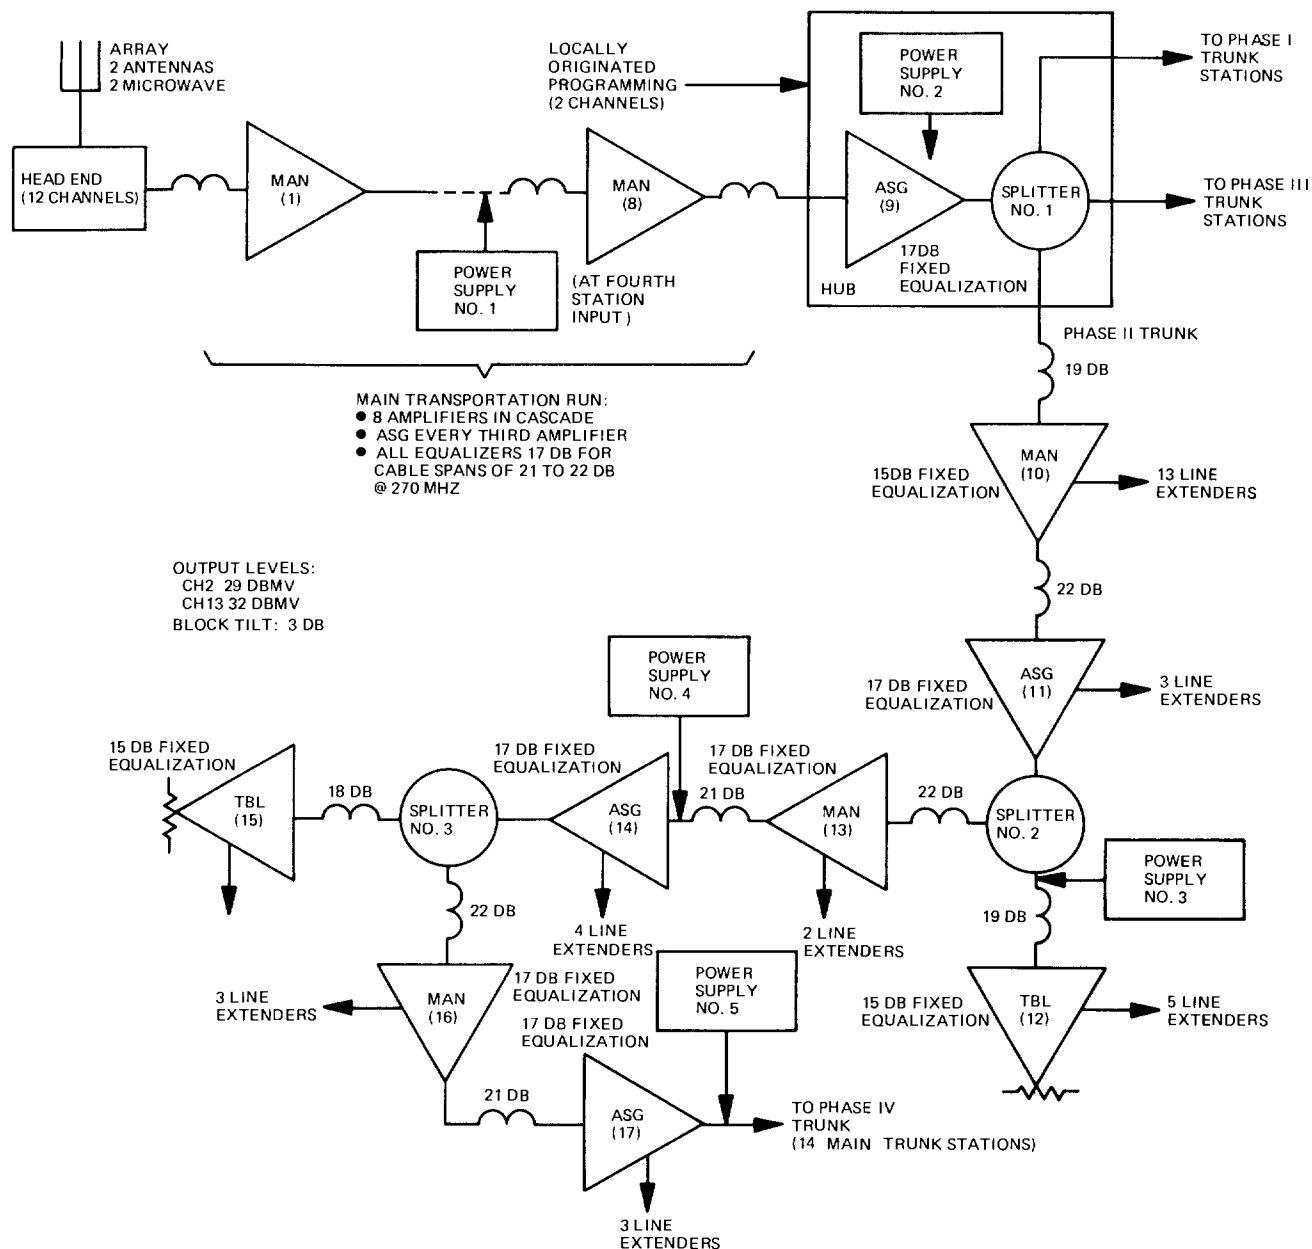 ARRAY
2 ANTENNAS
2 MICROWAVE
HEAD END
(12 CHANNELS)
MAN
(1)
POWER
SUPPLY
NO. 1
LOCALLY
ORIGINATED
PROGRAMMING
(2 CHANNELS)
MAN
(8)
(AT FOURTH
STATION
INPUT)
POWER
SUPPLY
NO. 2
ASG
(9)
17DB
FIXED
EQUALIZATION
HUB
SPLITTER
NO. 1
TO PHASE I
TRUNK
STATIONS
TO PHASE III
TRUNK
STATIONS
MAIN TRANSPORTATION RUN:
● 8 AMPLIFIERS IN CASCADE
● ASG EVERY THIRD AMPLIFIER
● ALL EQUALIZERS 17 DB FOR
CABLE SPANS OF 21 TO 22 DB
@ 270 MHZ
PHASE II TRUNK
19 DB
15DB FIXED
EQUALIZATION
MAN
(10)
13 LINE
EXTENDERS
22 DB
OUTPUT LEVELS:
CH2 29 DBMV
CH13 32 DBMV
BLOCK TILT: 3 DB
17 DB FIXED
EQUALIZATION
ASG
(11)
3 LINE
EXTENDERS
POWER
SUPPLY
NO. 4
15 DB FIXED
EQUALIZATION
TBL
(15)
18 DB
SPLITTER
NO. 3
17 DB FIXED
EQUALIZATION
ASG
(14)
4 LINE
EXTENDERS
21 DB
17 DB FIXED
EQUALIZATION
MAN
(13)
2 LINE
EXTENDERS
22 DB
SPLITTER
NO. 2
POWER
SUPPLY
NO. 3
19 DB
15 DB FIXED
EQUALIZATION
TBL
(12)
5 LINE
EXTENDERS
22 DB
17 DB FIXED
EQUALIZATION
MAN
(16)
3 LINE
EXTENDERS
21 DB
17 DB FIXED
EQUALIZATION
ASG
(17)
3 LINE
EXTENDERS
POWER
SUPPLY
NO. 5
TO PHASE IV
TRUNK
(14 MAIN TRUNK STATIONS)